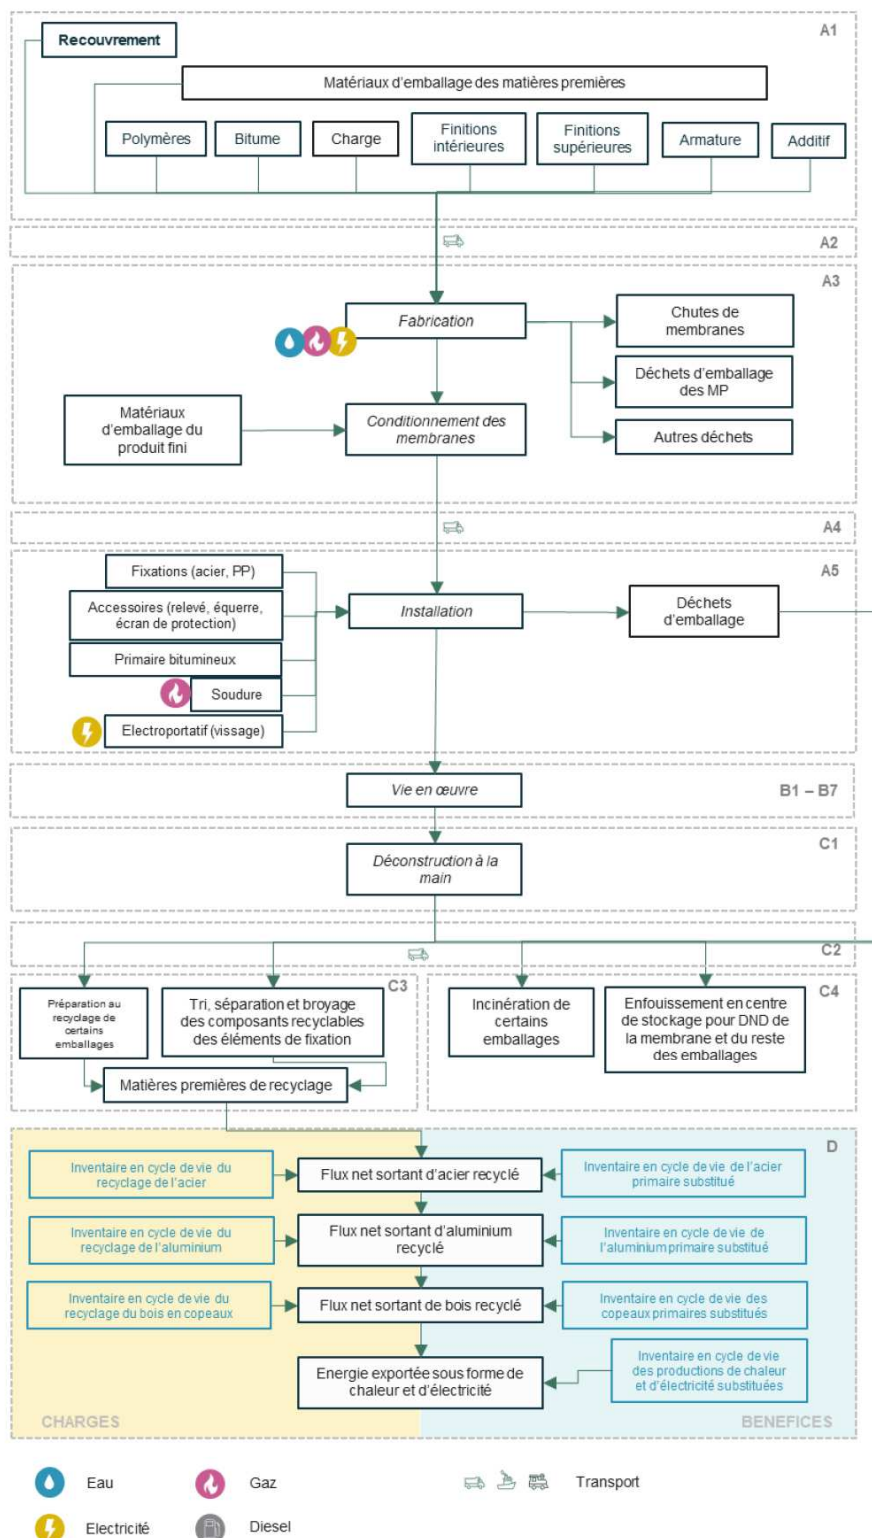 A1
Recouvrement
Matériaux d'emballage des matières premières
Polymères
Bitume
Charge
Finitions
intérieures
Finitions
supérieures
Armature
Additif
A2
A3
Fabrication
Chutes de
membranes
Déchets d'emballage
des MP
Autres déchets
Matériaux
d'emballage du
produit fini
Conditionnement des
membranes
A4
A5
Fixations (acier, PP)
Accessoires (relevé, équerre,
écran de protection)
Primaire bitumineux
Soudure
Electroportatif (vissage)
Installation
Déchets
d'emballage
Vie en œuvre
B1 – B7
C1
Déconstruction à la
main
C2
C3
Préparation au
recyclage de
certains
emballages
Tri, séparation et broyage
des composants recyclables
des éléments de fixation
Matières premières de recyclage
C4
Incinération de
certains
emballages
Enfouissement en centre
de stockage pour DND de
la membrane et du reste
des emballages
D
Inventaire en cycle de vie du
recyclage de l'acier
Flux net sortant d'acier recyclé
Inventaire en cycle de vie de l'acier
primaire substitué
Inventaire en cycle de vie du
recyclage de l'aluminium
Flux net sortant d'aluminium
recyclé
Inventaire en cycle de vie de
l'aluminium primaire substitué
Inventaire en cycle de vie du
recyclage du bois en copeaux
Flux net sortant de bois recyclé
Inventaire en cycle de vie des
copeaux primaires substitués
Energie exportée sous forme de
chaleur et d'électricité
Inventaire en cycle de vie
des productions de chaleur
et d'électricité substituées
CHARGES
BENEFICES
Eau
Gaz
Transport
Electricité
Diesel